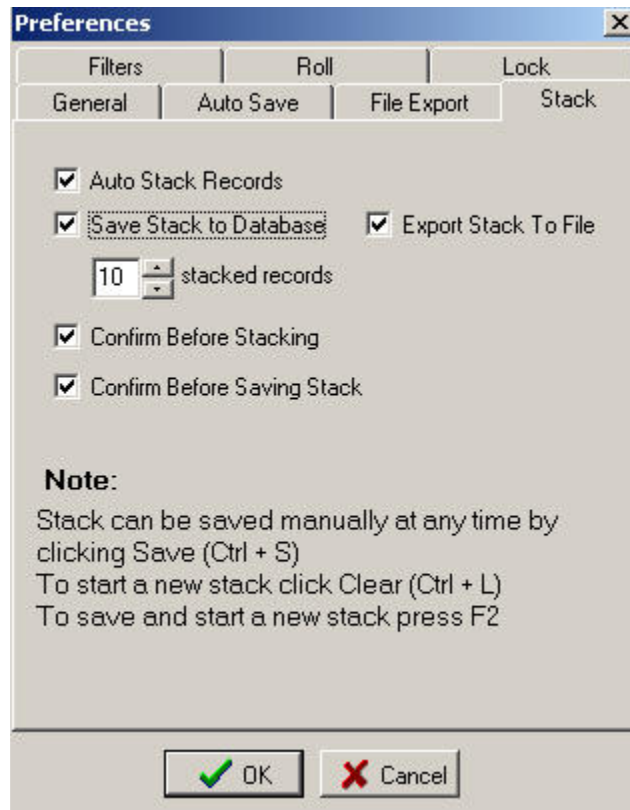 Preferences
Filters Roll Lock
General Auto Save File Export Stack
Auto Stack Records
Save Stack to Database Export Stack To File
10 stacked records
Confirm Before Stacking
Confirm Before Saving Stack
Note:
Stack can be saved manually at any time by
clicking Save (Ctrl + S)
To start a new stack click Clear (Ctrl + L)
To save and start a new stack press F2
OK Cancel